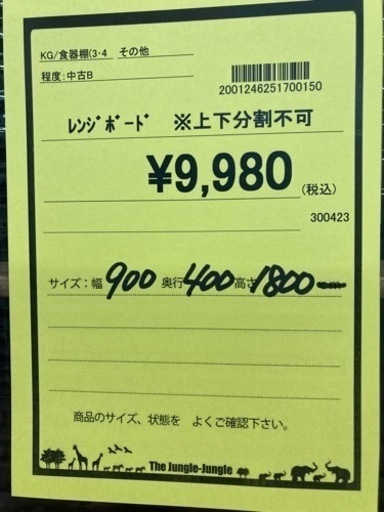 KG/食器棚(3･4　その他
程度:中古B
2001246251700150
ﾚﾝｼﾞﾎﾞｰﾄﾞ　※上下分割不可
¥9,980(税込)
300423
サイズ:幅 900 奥行 400 高さ 1800
商品のサイズ、状態を　よくご確認下さい。
The Jungle-Jungle